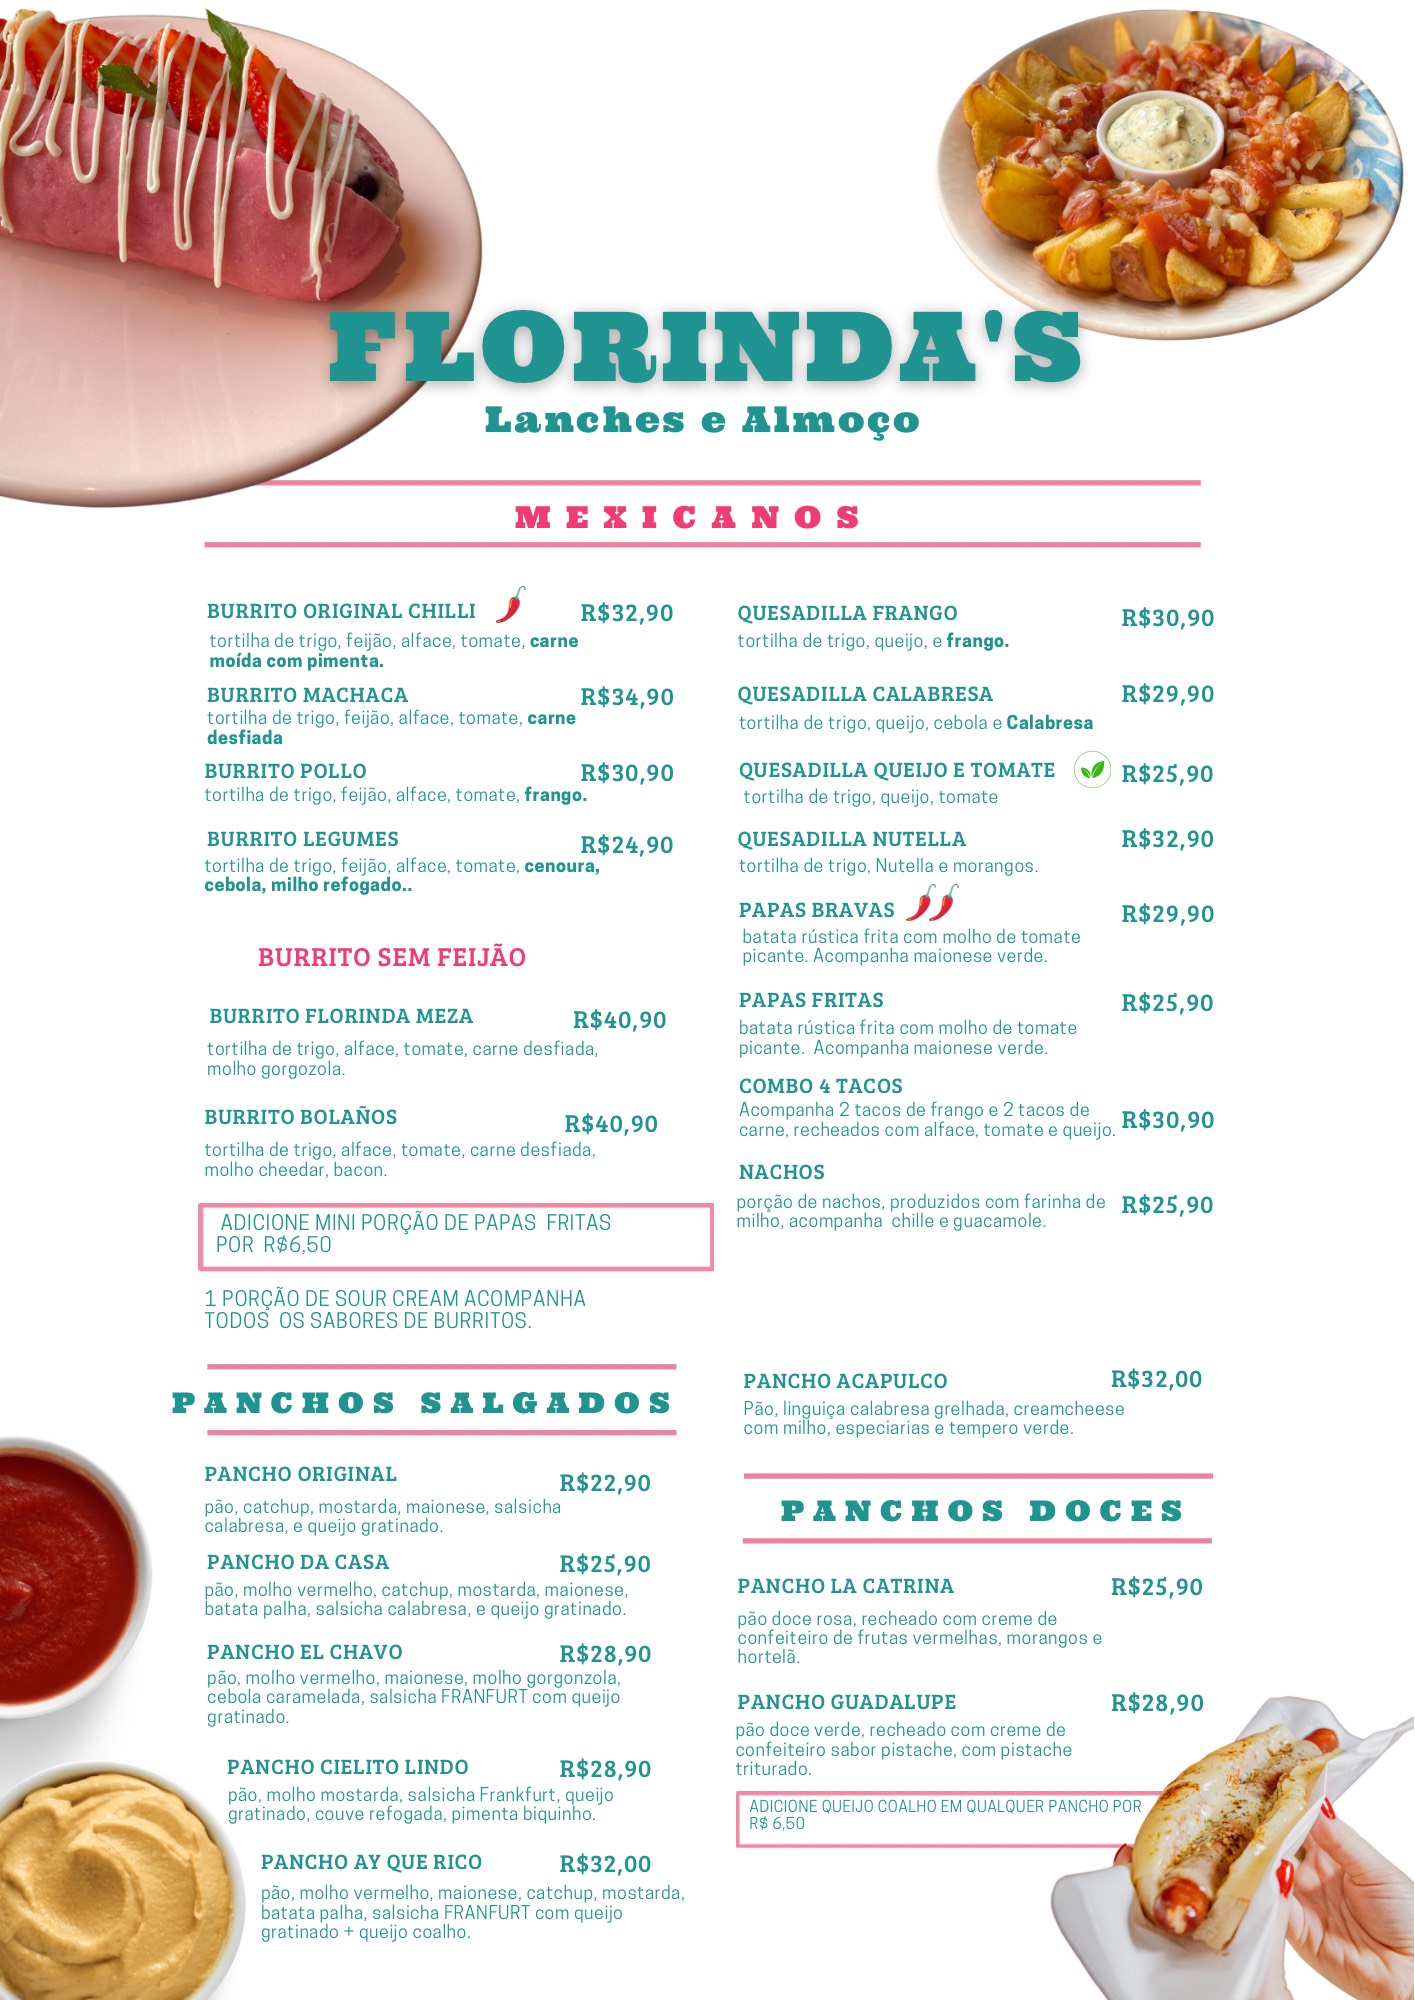 FLORINDA'S
Lanches e Almoço
MEXICANOS
BURRITO ORIGINAL CHILLI R$32,90
tortilha de trigo, feijão, alface, tomate, carne
moída com pimenta.
BURRITO MACHACA R$34,90
tortilha de trigo, feijão, alface, tomate, carne
desfiada
BURRITO POLLO R$30,90
tortilha de trigo, feijão, alface, tomate, frango.
BURRITO LEGUMES R$24,90
tortilha de trigo, feijão, alface, tomate, cenoura,
cebola, milho refogado..
BURRITO SEM FEIJÃO
BURRITO FLORINDA MEZA R$40,90
tortilha de trigo, alface, tomate, carne desfiada,
molho gorgozola.
BURRITO BOLAÑOS R$40,90
tortilha de trigo, alface, tomate, carne desfiada,
molho cheedar, bacon.
ADICIONE MINI PORÇÃO DE PAPAS FRITAS
POR R$6,50
1 PORÇÃO DE SOUR CREAM ACOMPANHA
TODOS OS SABORES DE BURRITOS.
QUESADILLA FRANGO R$30,90
tortilha de trigo, queijo, e frango.
QUESADILLA CALABRESA R$29,90
tortilha de trigo, queijo, cebola e Calabresa
QUESADILLA QUEIJO E TOMATE R$25,90
tortilha de trigo, queijo, tomate
QUESADILLA NUTELLA R$32,90
tortilha de trigo, Nutella e morangos.
PAPAS BRAVAS R$29,90
batata rústica frita com molho de tomate
picante. Acompanha maionese verde.
PAPAS FRITAS R$25,90
batata rústica frita com molho de tomate
picante. Acompanha maionese verde.
COMBO 4 TACOS
Acompanha 2 tacos de frango e 2 tacos de
carne, recheados com alface, tomate e queijo. R$30,90
NACHOS
porção de nachos, produzidos com farinha de R$25,90
milho, acompanha chille e guacamole.
PANCHOS SALGADOS
PANCHO ORIGINAL R$22,90
pão, catchup, mostarda, maionese, salsicha
calabresa, e queijo gratinado.
PANCHO DA CASA R$25,90
pão, molho vermelho, catchup, mostarda, maionese,
batata palha, salsicha calabresa, e queijo gratinado.
PANCHO EL CHAVO R$28,90
pão, molho vermelho, maionese, molho gorgonzola,
cebola caramelada, salsicha FRANFURT com queijo
gratinado.
PANCHO CIELITO LINDO R$28,90
pão, molho mostarda, salsicha Frankfurt, queijo
gratinado, couve refogada, pimenta biquinho.
PANCHO AY QUE RICO R$32,00
pão, molho vermelho, maionese, catchup, mostarda,
batata palha, salsicha FRANFURT com queijo
gratinado + queijo coalho.
PANCHO ACAPULCO R$32,00
Pão, linguiça calabresa grelhada, creamcheese
com milho, especiarias e tempero verde.
PANCHOS DOCES
PANCHO LA CATRINA R$25,90
pão doce rosa, recheado com creme de
confeiteiro de frutas vermelhas, morangos e
hortelã.
PANCHO GUADALUPE R$28,90
pão doce verde, recheado com creme de
confeiteiro sabor pistache, com pistache
triturado.
ADICIONE QUEIJO COALHO EM QUALQUER PANCHO POR
R$ 6,50